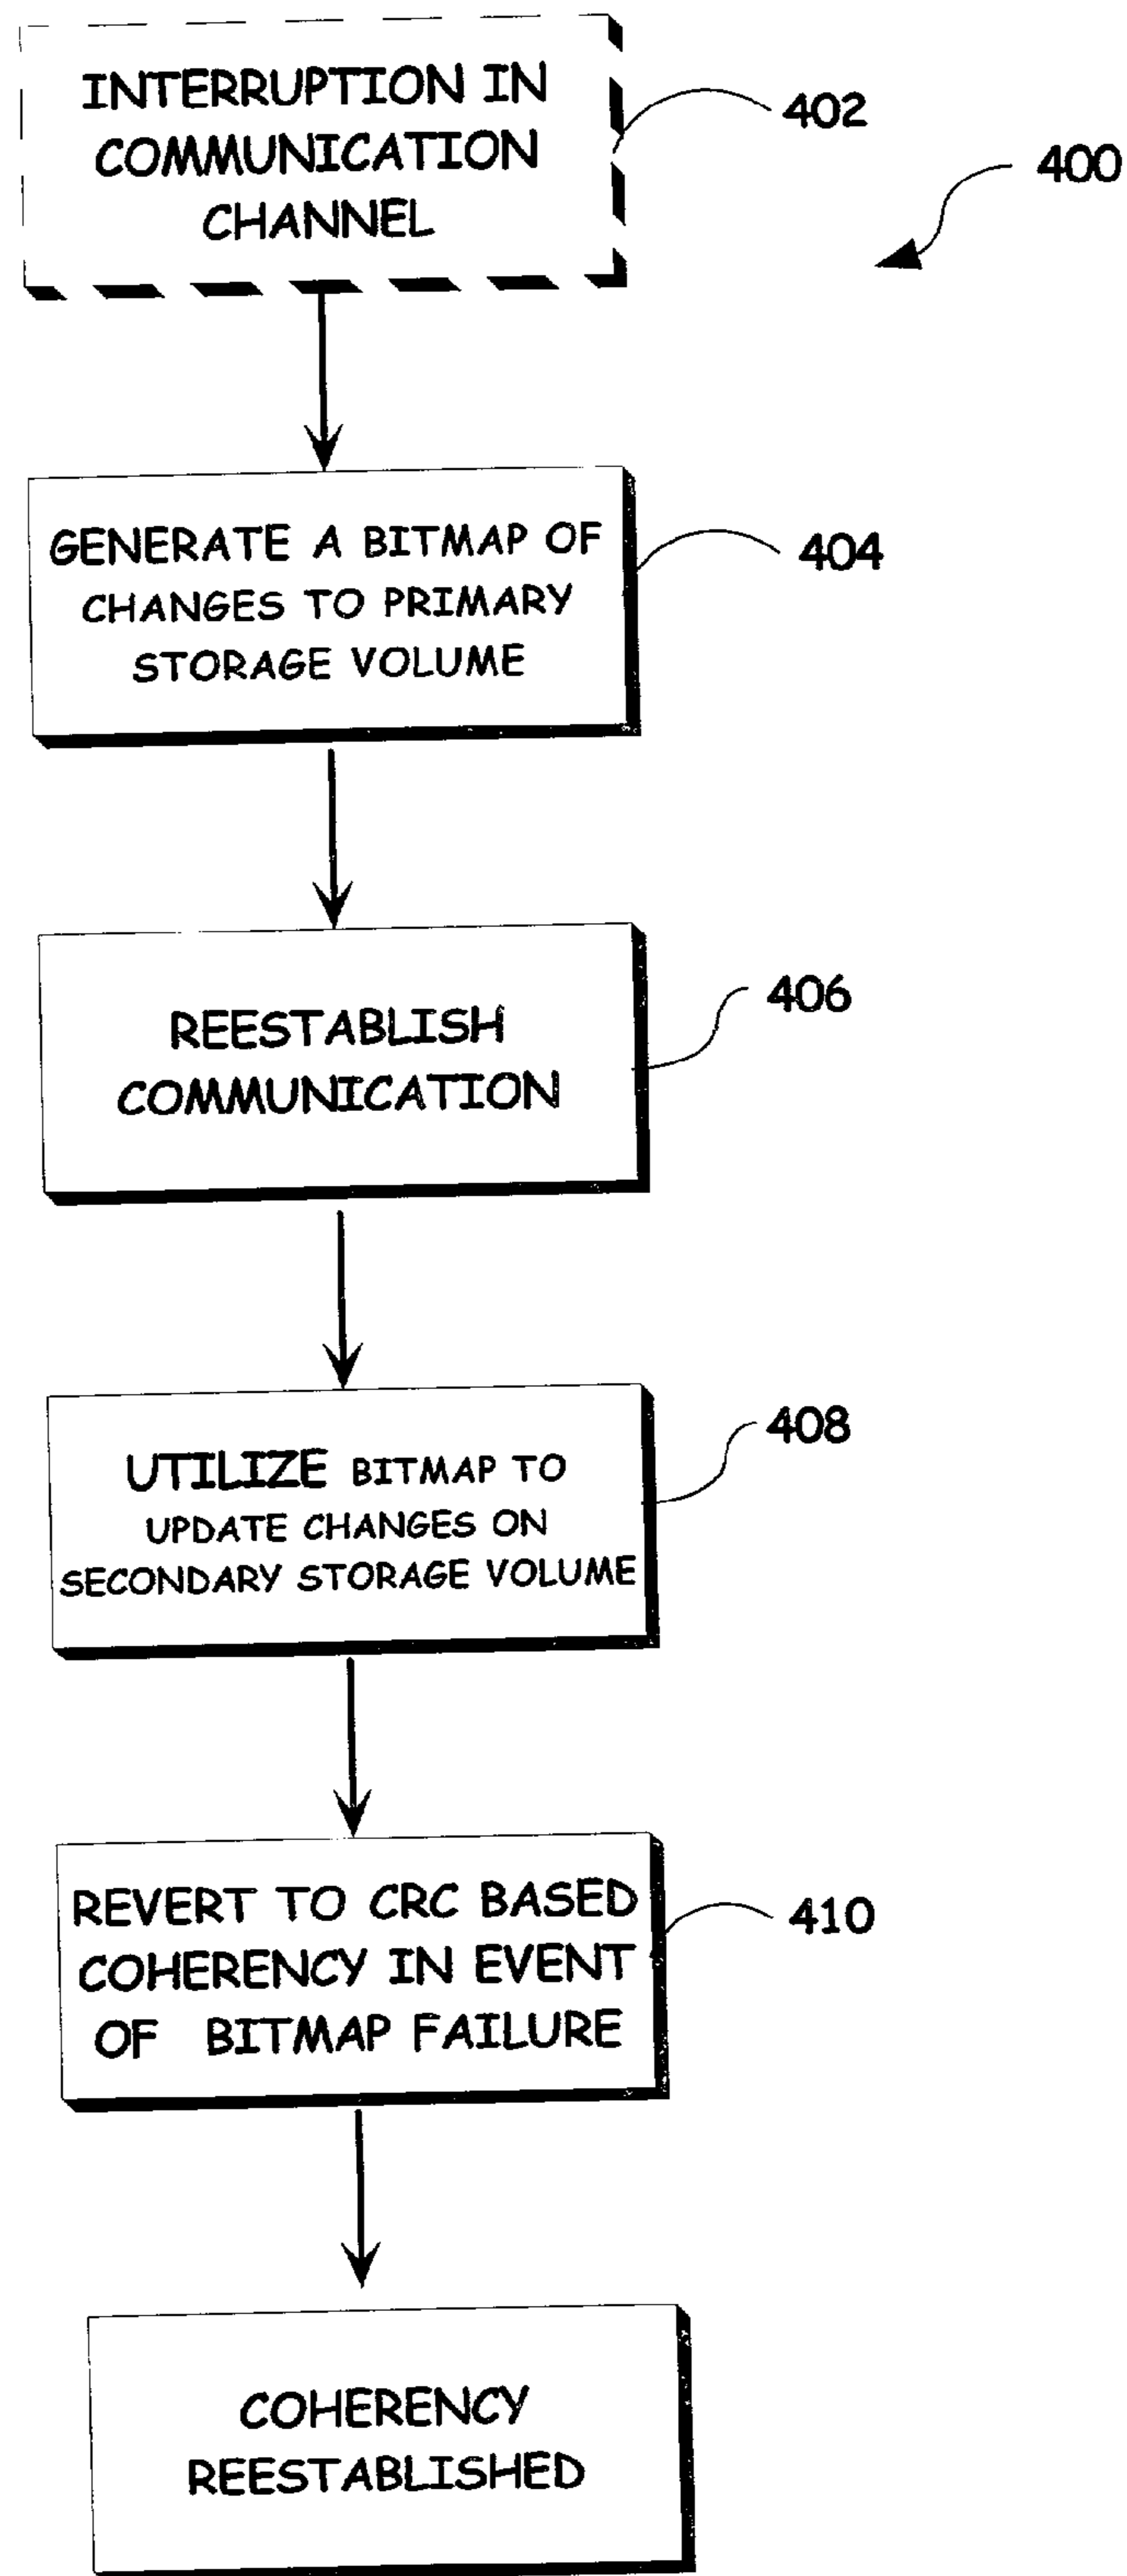 INTERRUPTION IN
COMMUNICATION
CHANNEL
402
400
GENERATE A BITMAP OF
CHANGES TO PRIMARY
STORAGE VOLUME
404
REESTABLISH
COMMUNICATION
406
UTILIZE BITMAP TO
UPDATE CHANGES ON
SECONDARY STORAGE VOLUME
408
REVERT TO CRC BASED
COHERENCY IN EVENT
OF BITMAP FAILURE
410
COHERENCY
REESTABLISHED